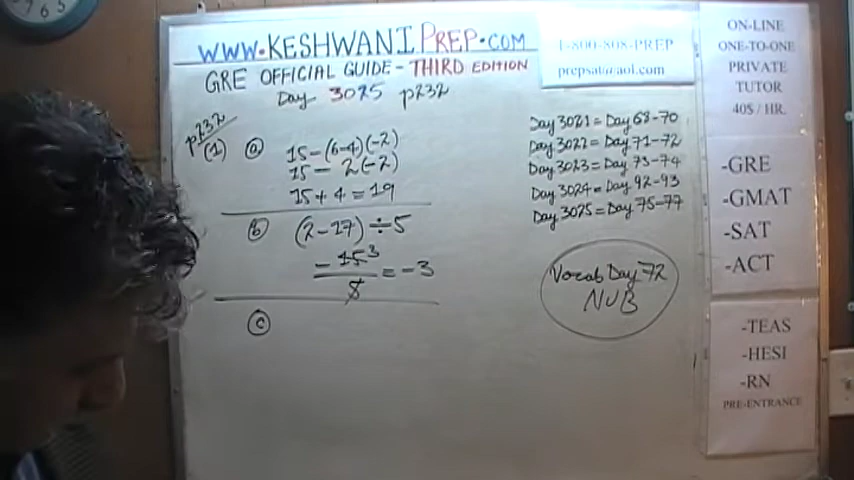 WWW.KESHWANIPREP.COM
GRE OFFICIAL GUIDE - THIRD EDITION
Day 3025 p232
1-800-808-PREP
prepsat@aol.com
p232
(1) (a) 15-(6-4)(-2)
15 - 2(-2)
15 + 4 = 19
(b) (2-17) ÷ 5
-15 3
5 = -3
(c)
Day 3021 = Day 68-70
Day 3022 = Day 71-72
Day 3023 = Day 73-74
Day 3024 = Day 92-93
Day 3025 = Day 75-77
Vocab Day 72
NUB
ON-LINE
ONE-TO-ONE
PRIVATE
TUTOR
40$ / HR.
-GRE
-GMAT
-SAT
-ACT
-TEAS
-HESI
-RN
PRE-ENTRANCE
7 6 5